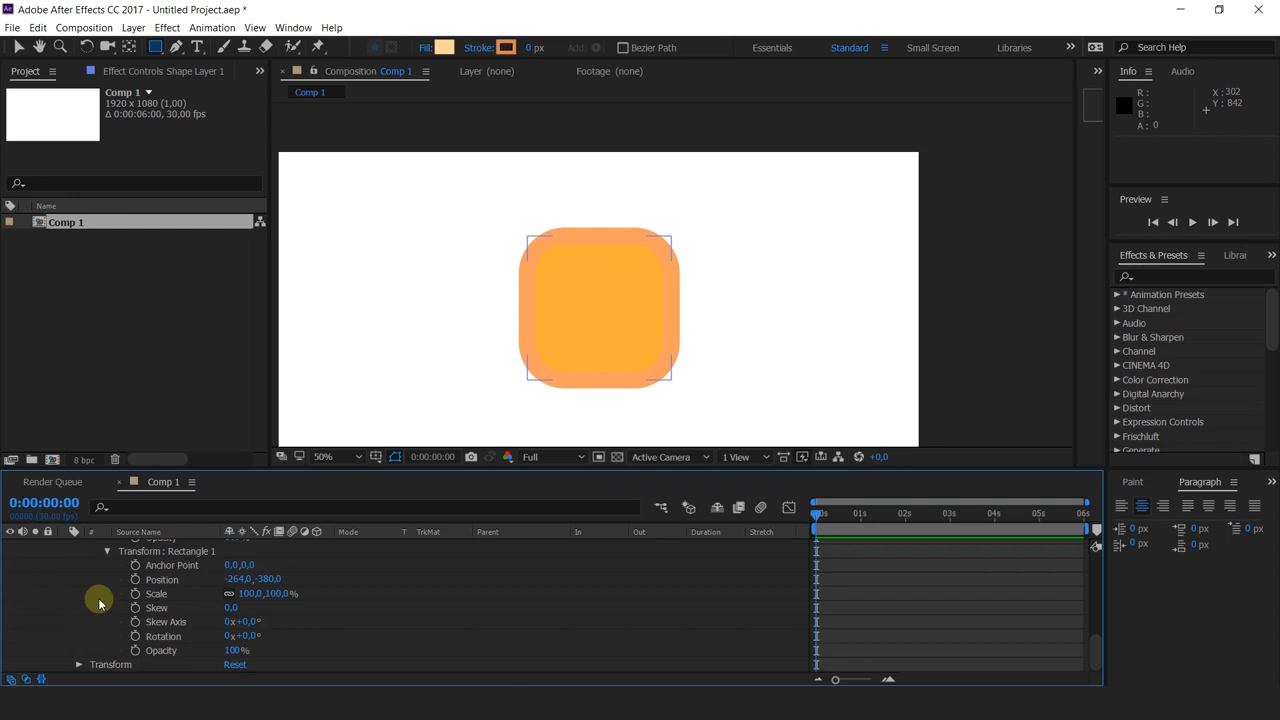 Adobe After Effects CC 2017 - Untitled Project.aep *
File Edit Composition Layer Effect Animation View Window Help
Fill: Stroke: 0 px Add: Bezier Path Essentials Standard Small Screen Libraries Search Help
Project Effect Controls Shape Layer 1 Composition Comp 1 Layer (none) Footage (none) Info Audio
Comp 1
1920 x 1080 (1,00)
Δ 0:00:06:00, 30,00 fps
Comp 1
R:
G:
B:
A: 0
X: 302
Y: 842
Name
Comp 1
Preview
Effects & Presets Librar
* Animation Presets
3D Channel
Audio
Blur & Sharpen
Channel
CINEMA 4D
Color Correction
Digital Anarchy
Distort
Expression Controls
Frischluft
Generate
8 bpc
50% 0:00:00:00 Full Active Camera 1 View +0,0
Render Queue Comp 1
Paint Paragraph
0:00:00:00
00000 (30.00 fps)
# Source Name Mode T TrkMat Parent In Out Duration Stretch
00s 01s 02s 03s 04s 05s 06s
0 px 0 px 0 px
0 px 0 px
Transform : Rectangle 1
Anchor Point 0,0,0,0
Position -264,0,-380,0
Scale 100,0,100,0%
Skew 0,0
Skew Axis 0x+0,0°
Rotation 0x+0,0°
Opacity 100%
Transform Reset